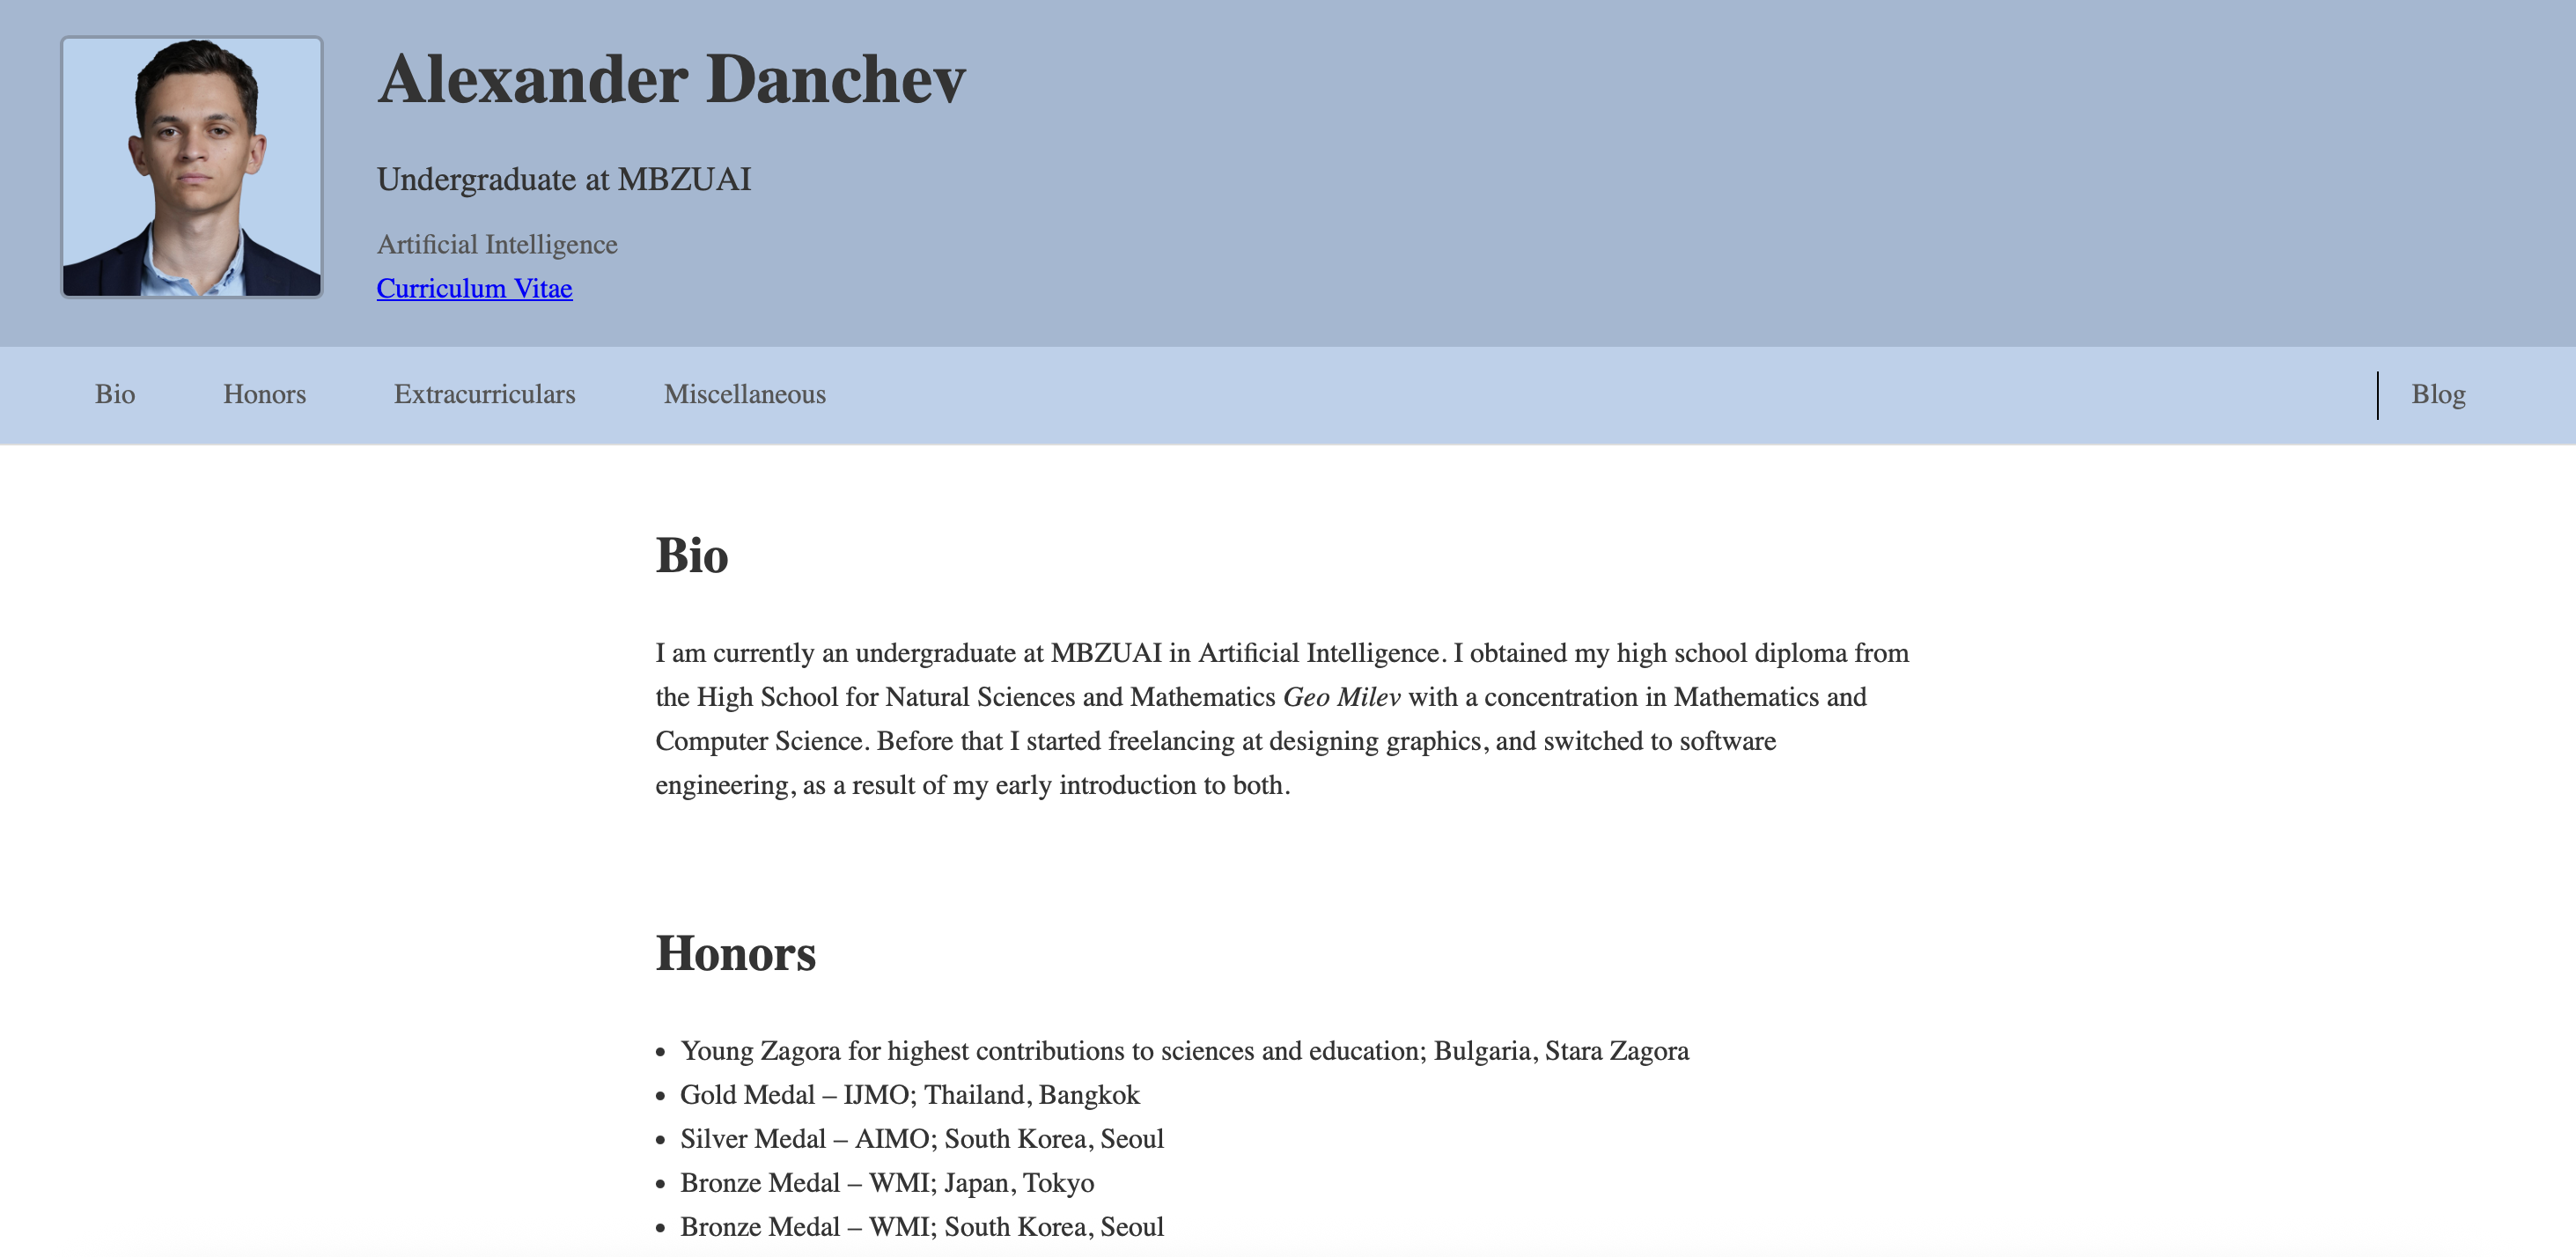 Alexander Danchev
Undergraduate at MBZUAI
Artificial Intelligence
Curriculum Vitae
Bio
Honors
Extracurriculars
Miscellaneous
Blog
Bio
I am currently an undergraduate at MBZUAI in Artificial Intelligence. I obtained my high school diploma from
the High School for Natural Sciences and Mathematics Geo Milev with a concentration in Mathematics and
Computer Science. Before that I started freelancing at designing graphics, and switched to software
engineering, as a result of my early introduction to both.
Honors
• Young Zagora for highest contributions to sciences and education; Bulgaria, Stara Zagora
• Gold Medal – IJMO; Thailand, Bangkok
• Silver Medal – AIMO; South Korea, Seoul
• Bronze Medal – WMI; Japan, Tokyo
• Bronze Medal – WMI; South Korea, Seoul